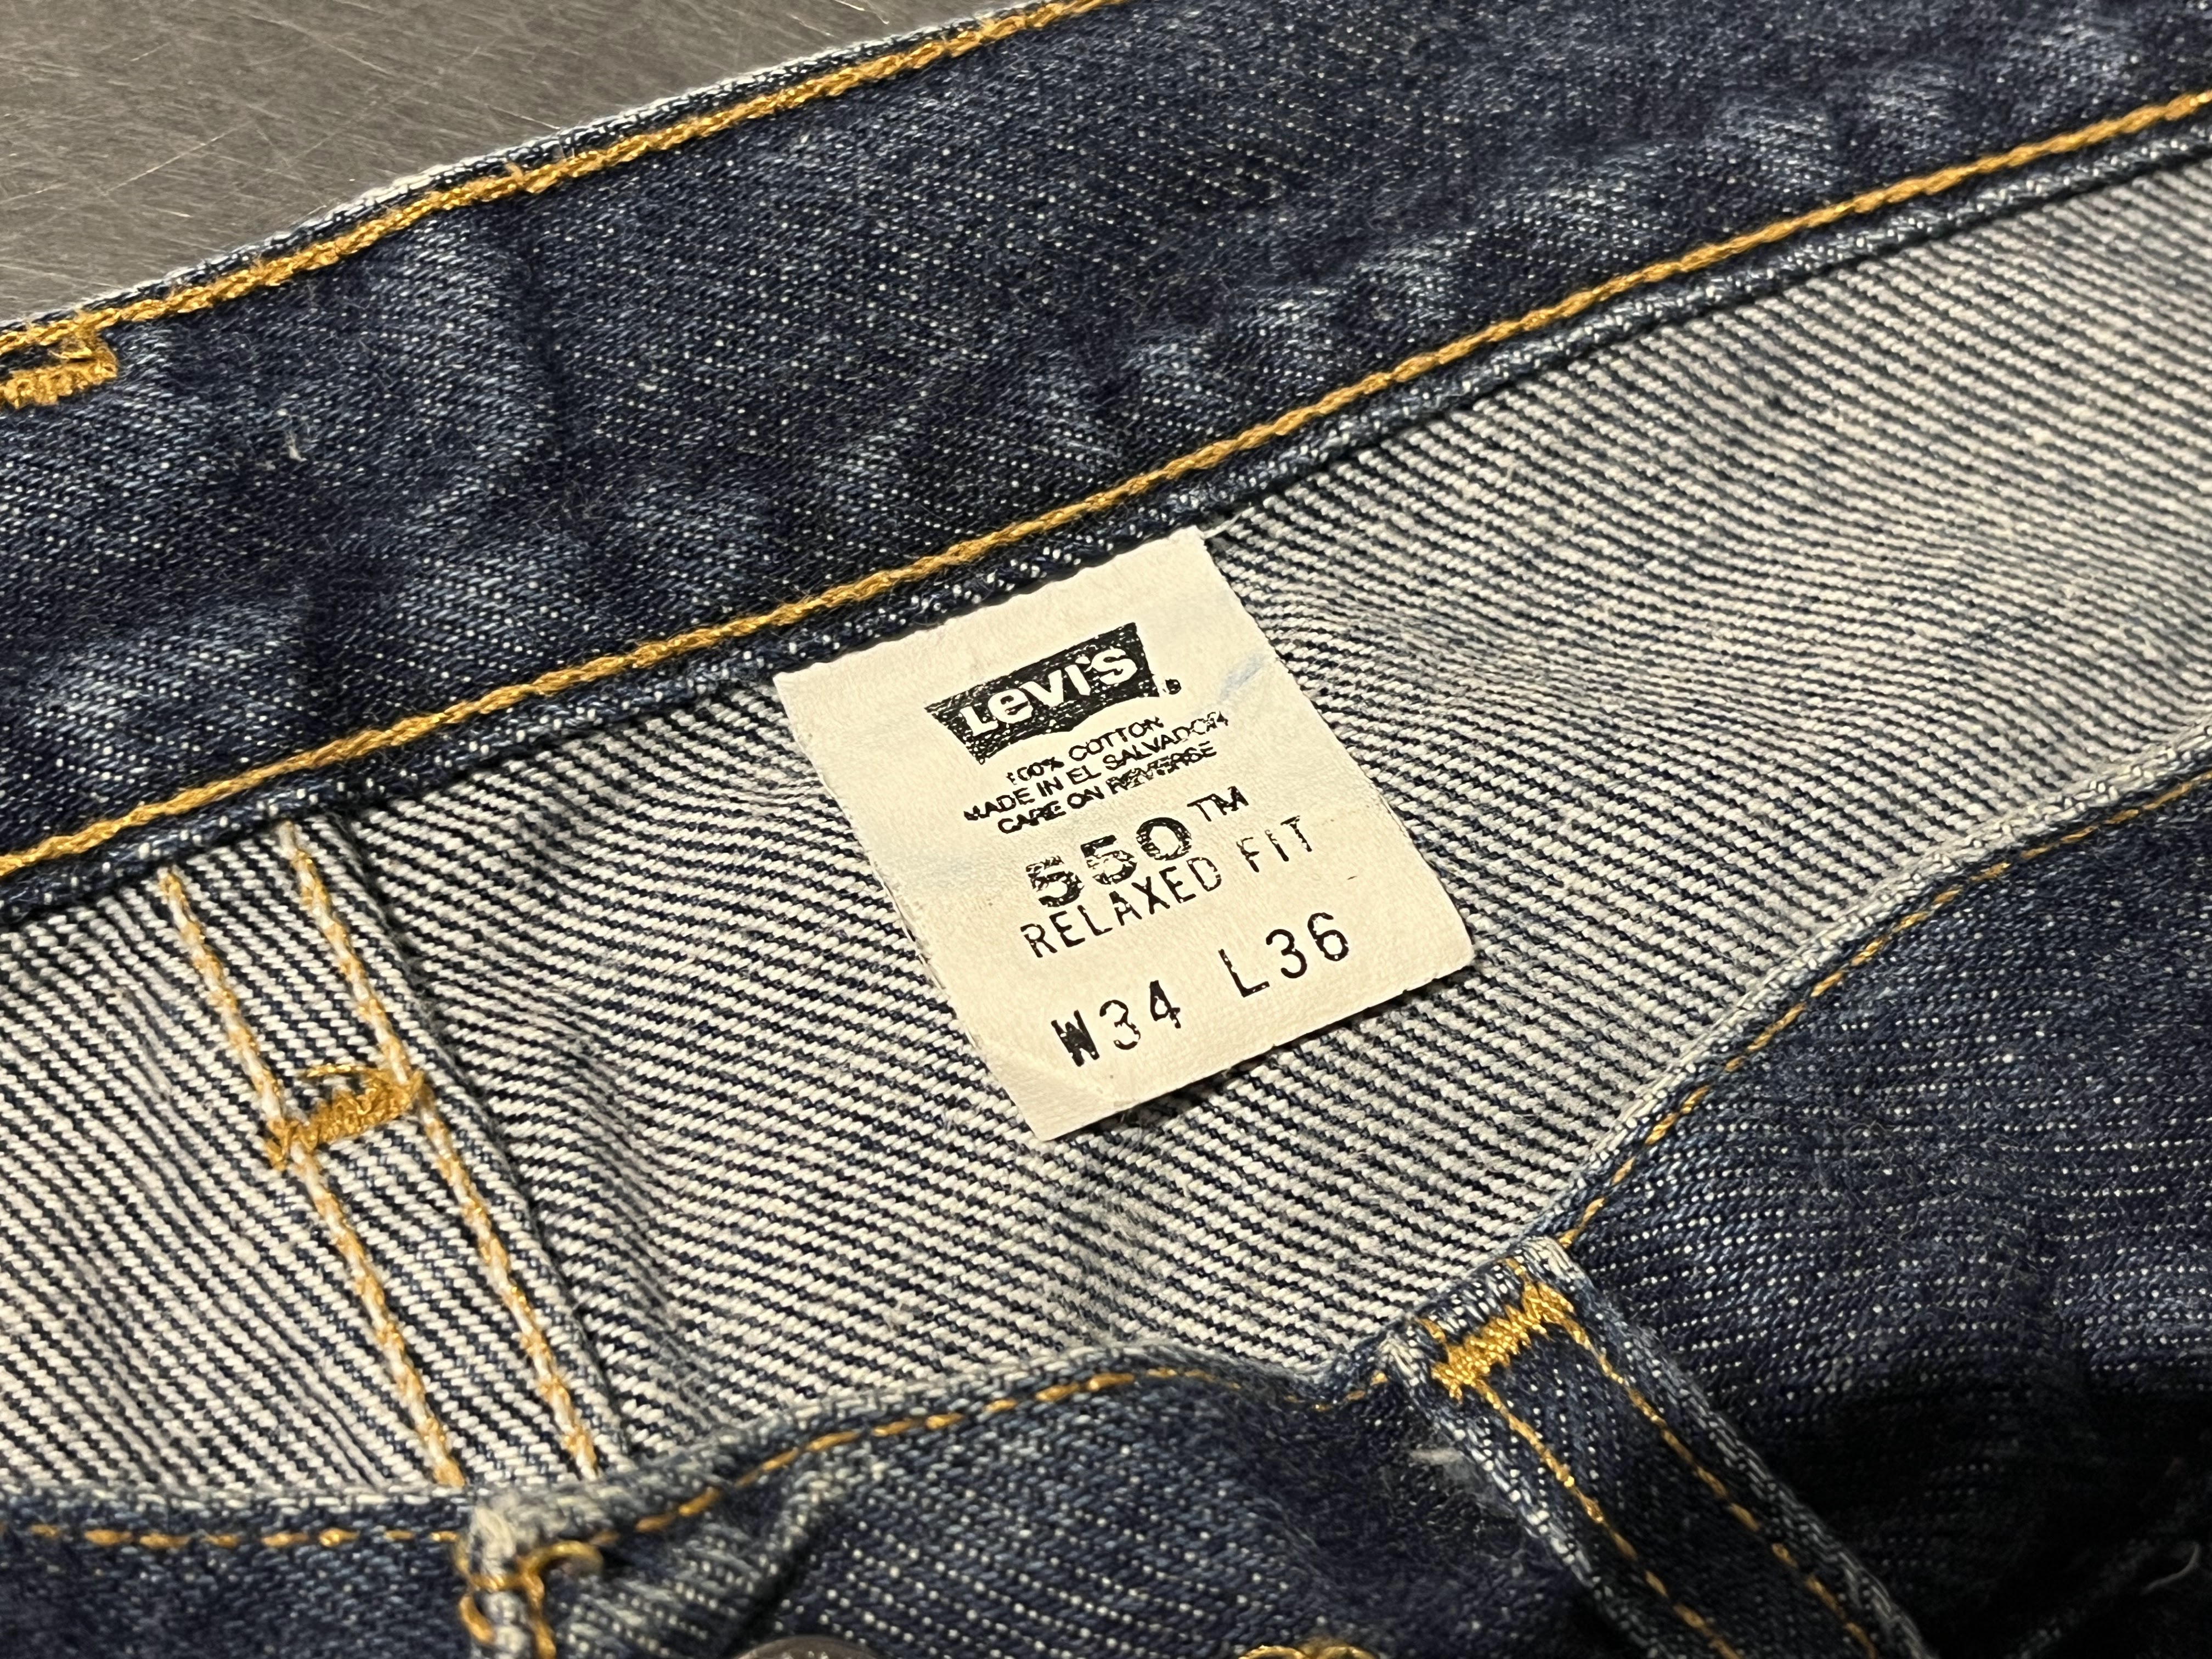 Levi's®
100% COTTON
MADE IN EL SALVADOR
CARE ON REVERSE
550™
RELAXED FIT
W34 L36